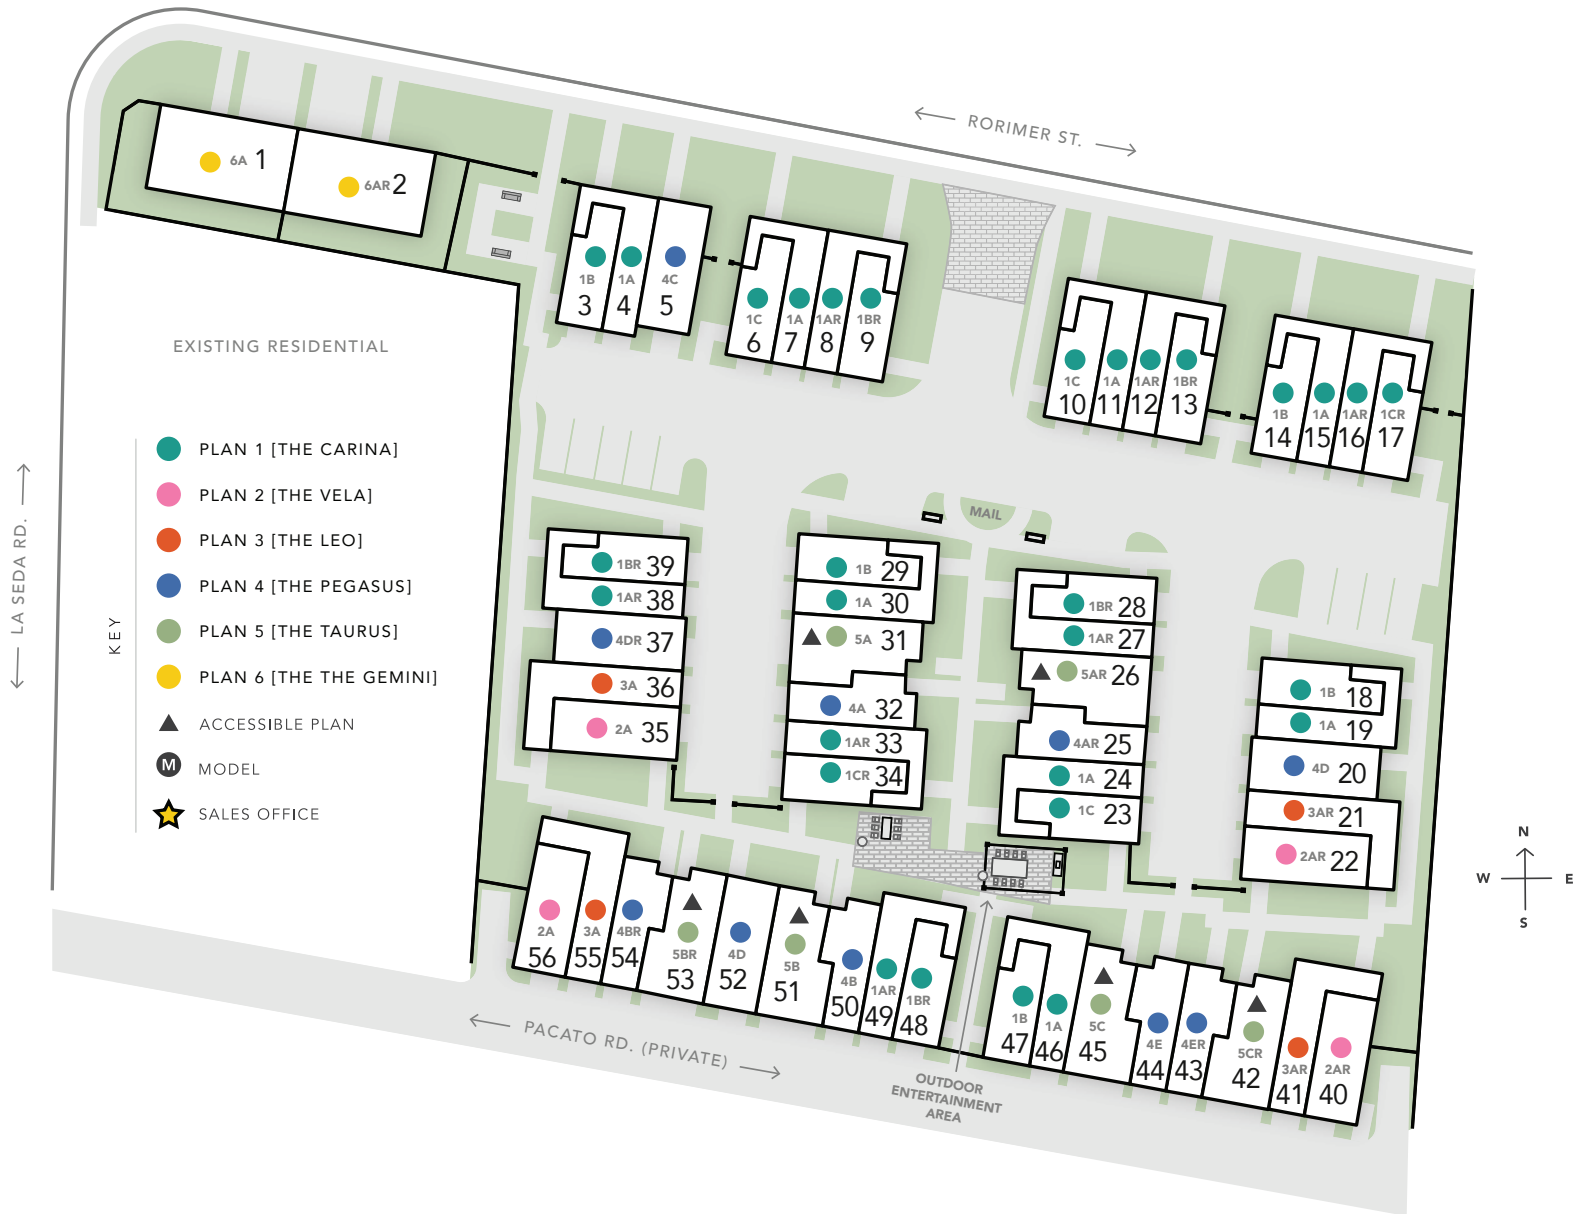 RORIMER ST.
6A 1
6AR 2
1B
3
1A
4
4C
5
1C
6
1A
7
1AR
8
1BR
9
1C
10
1A
11
1AR
12
1BR
13
1B
14
1A
15
1AR
16
1CR
17
EXISTING RESIDENTIAL
LA SEDA RD.
KEY
PLAN 1 [THE CARINA]
PLAN 2 [THE VELA]
PLAN 3 [THE LEO]
PLAN 4 [THE PEGASUS]
PLAN 5 [THE TAURUS]
PLAN 6 [THE THE GEMINI]
ACCESSIBLE PLAN
M MODEL
SALES OFFICE
MAIL
1BR 39
1AR 38
4DR 37
3A 36
2A 35
1B 29
1A 30
5A 31
4A 32
1AR 33
1CR 34
1BR 28
1AR 27
5AR 26
4AR 25
1A 24
1C 23
1B 18
1A 19
4D 20
3AR 21
2AR 22
N
W E
S
2A
56
3A
55
4BR
54
5BR
53
4D
52
5B
51
4B
50
1AR
49
1BR
48
1B
47
1A
46
5C
45
4E
44
4ER
43
5CR
42
3AR
41
2AR
40
PACATO RD. (PRIVATE)
OUTDOOR
ENTERTAINMENT
AREA